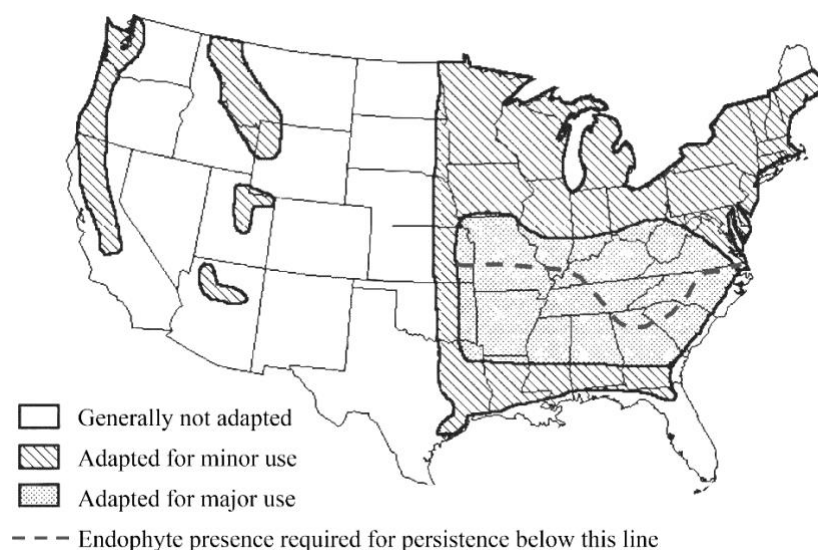 Generally not adapted
Adapted for minor use
Adapted for major use
Endophyte presence required for persistence below this line